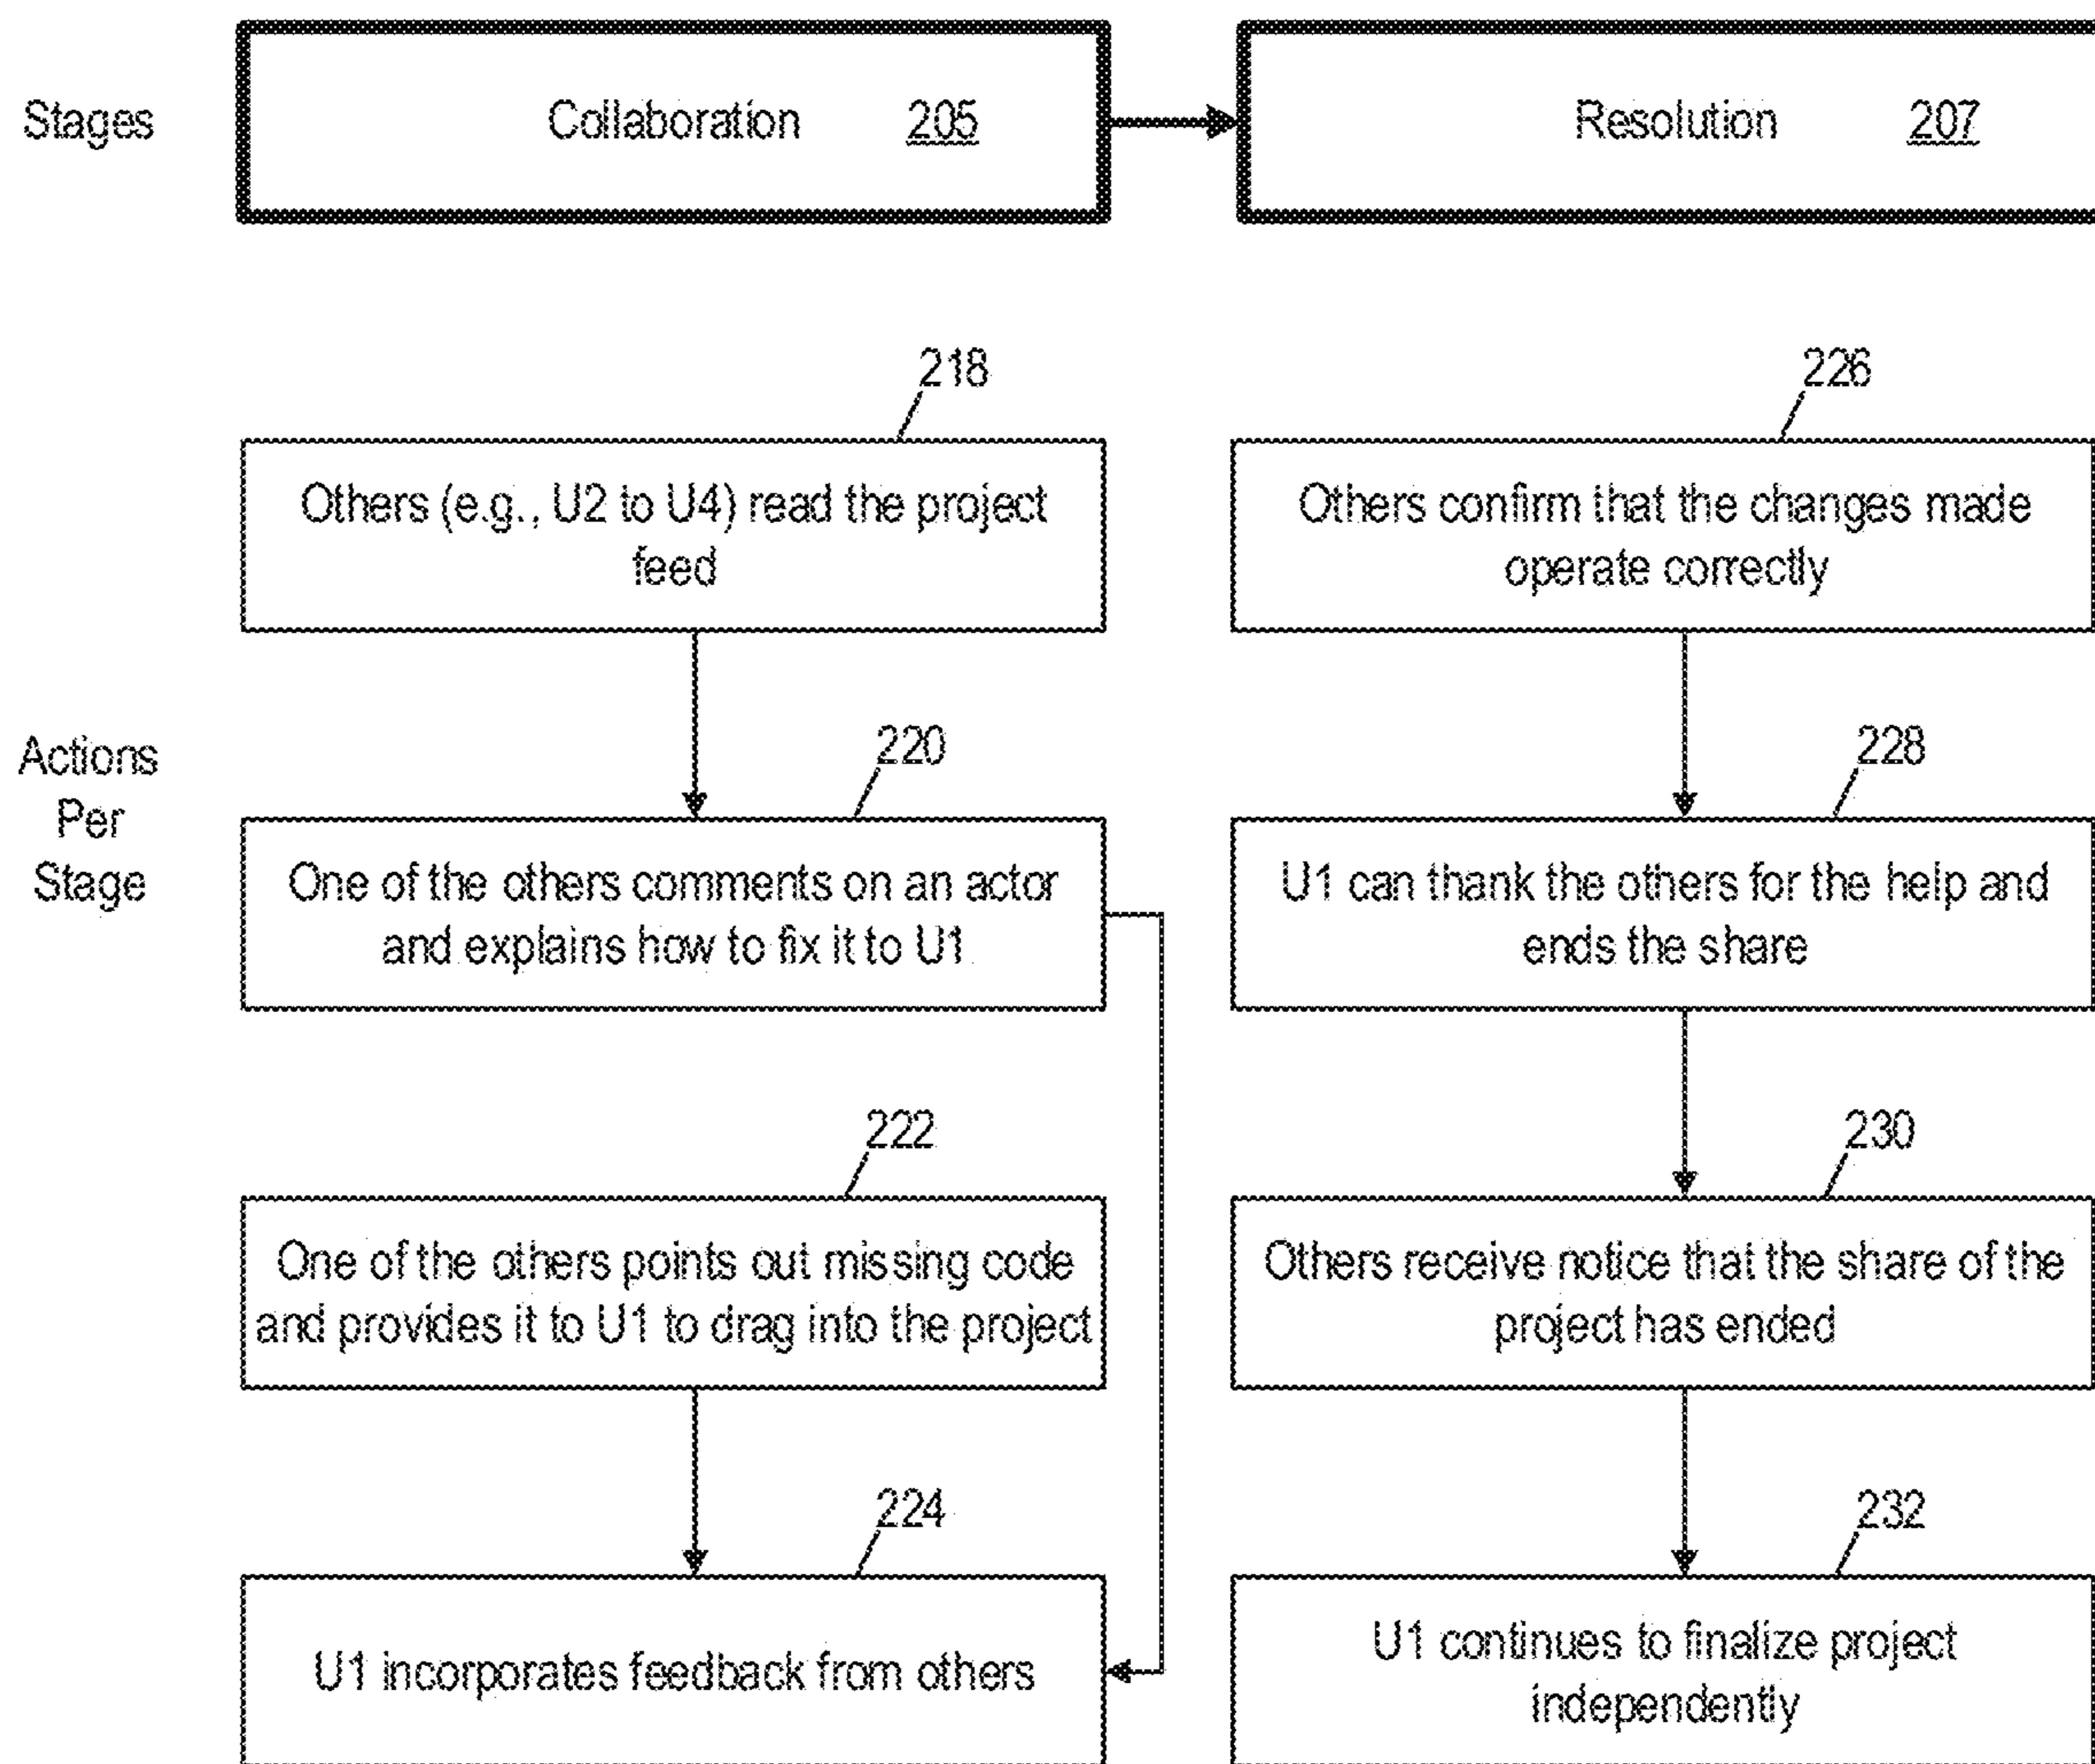 Stages
Collaboration 205
Resolution 207
Actions
Per
Stage
218
Others (e.g., U2 to U4) read the project
feed
220
One of the others comments on an actor
and explains how to fix it to U1
222
One of the others points out missing code
and provides it to U1 to drag into the project
224
U1 incorporates feedback from others
226
Others confirm that the changes made
operate correctly
228
U1 can thank the others for the help and
ends the share
230
Others receive notice that the share of the
project has ended
232
U1 continues to finalize project
independently